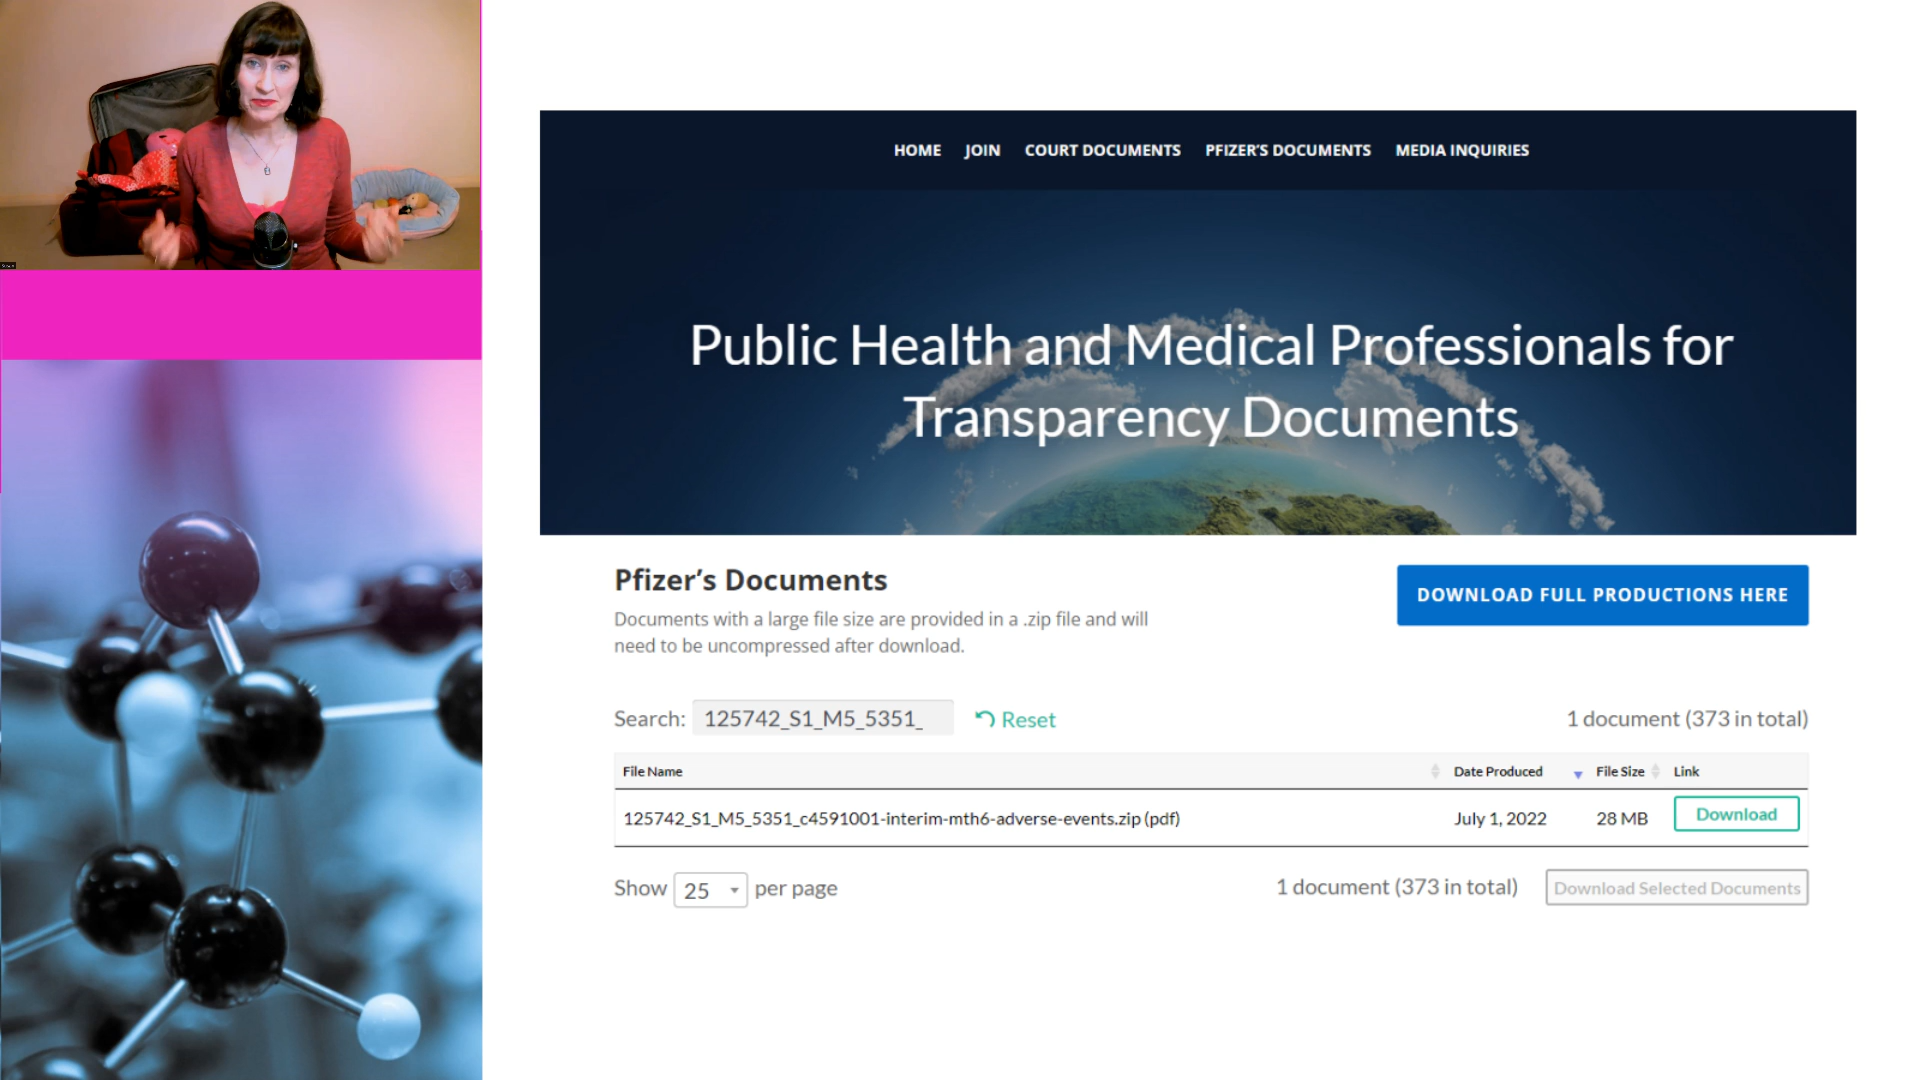 HOME JOIN COURT DOCUMENTS PFIZER'S DOCUMENTS MEDIA INQUIRIES
Public Health and Medical Professionals for
Transparency Documents
Pfizer's Documents
DOWNLOAD FULL PRODUCTIONS HERE
Documents with a large file size are provided in a .zip file and will
need to be uncompressed after download.
Search: 125742_S1_M5_5351_ Reset 1 document (373 in total)
File Name Date Produced File Size Link
125742_S1_M5_5351_c4591001-interim-mth6-adverse-events.zip (pdf) July 1, 2022 28 MB Download
Show 25 per page 1 document (373 in total) Download Selected Documents